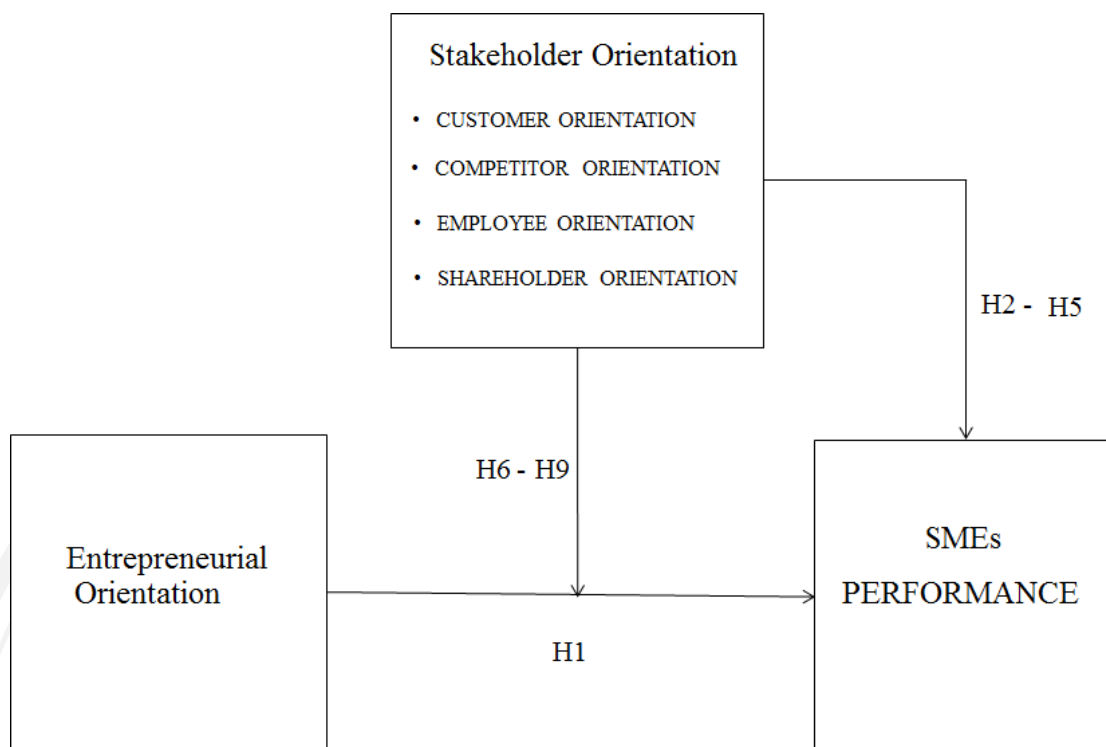 Stakeholder Orientation
• CUSTOMER ORIENTATION
• COMPETITOR ORIENTATION
• EMPLOYEE ORIENTATION
• SHAREHOLDER ORIENTATION
H2 - H5
H6 - H9
Entrepreneurial
Orientation
SMEs
PERFORMANCE
H1